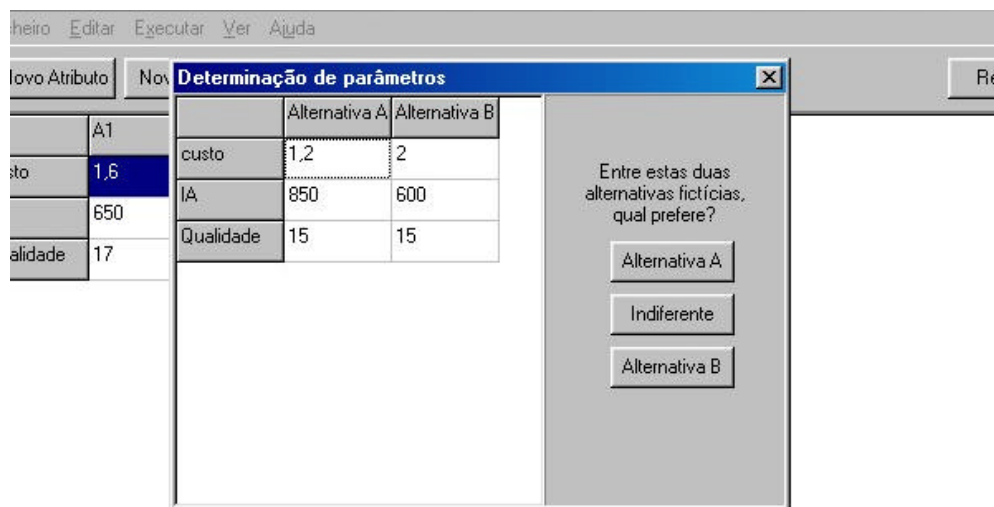 cheiro Editar Executar Ver Ajuda
Novo Atributo Nov Determinação de parâmetros Re
Alternativa A Alternativa B
A1
custo 1,2 2
sto 1,6
Entre estas duas
alternativas fictícias,
qual prefere?
IA 850 600
650
Qualidade 15 15
alidade 17
Alternativa A
Indiferente
Alternativa B